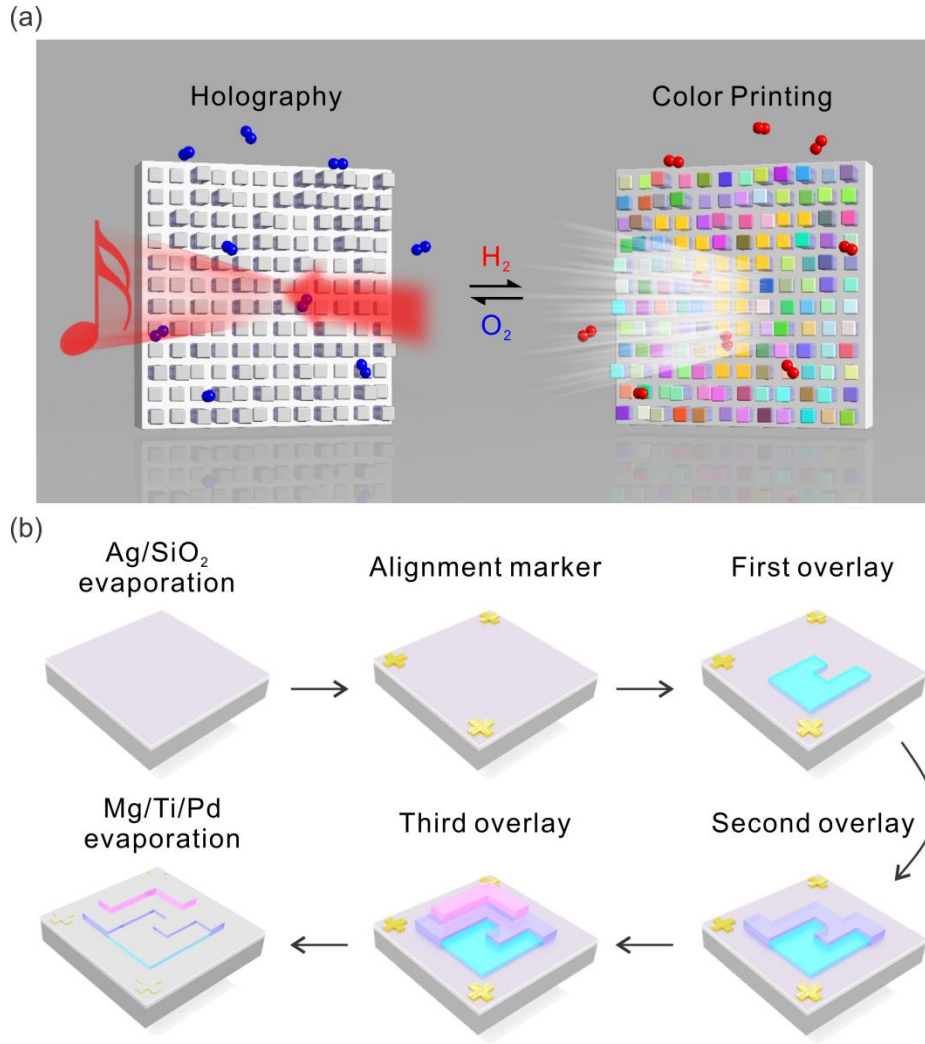 (a)
Holography
Color Printing
H₂
O₂
(b)
Ag/SiO₂
evaporation
Alignment marker
First overlay
Mg/Ti/Pd
evaporation
Third overlay
Second overlay